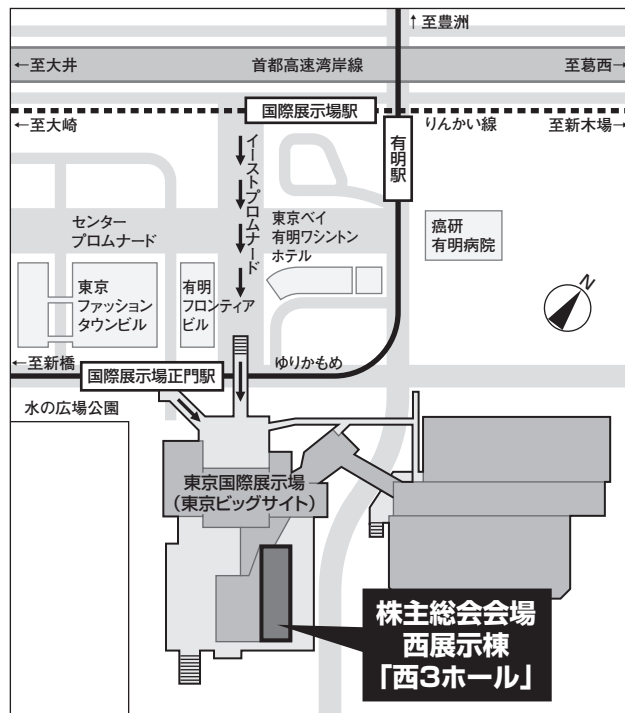 ↑至豊洲
←至大井
首都高速湾岸線
至葛西→
国際展示場駅
←至大崎
りんかい線
至新木場→
有明駅
イーストプロムナード
センター
プロムナード
東京ベイ
有明ワシントン
ホテル
癌研
有明病院
東京
ファッション
タウンビル
有明
フロンティア
ビル
N
←至新橋
国際展示場正門駅
ゆりかもめ
水の広場公園
東京国際展示場
(東京ビッグサイト)
株主総会会場
西展示棟
「西3ホール」